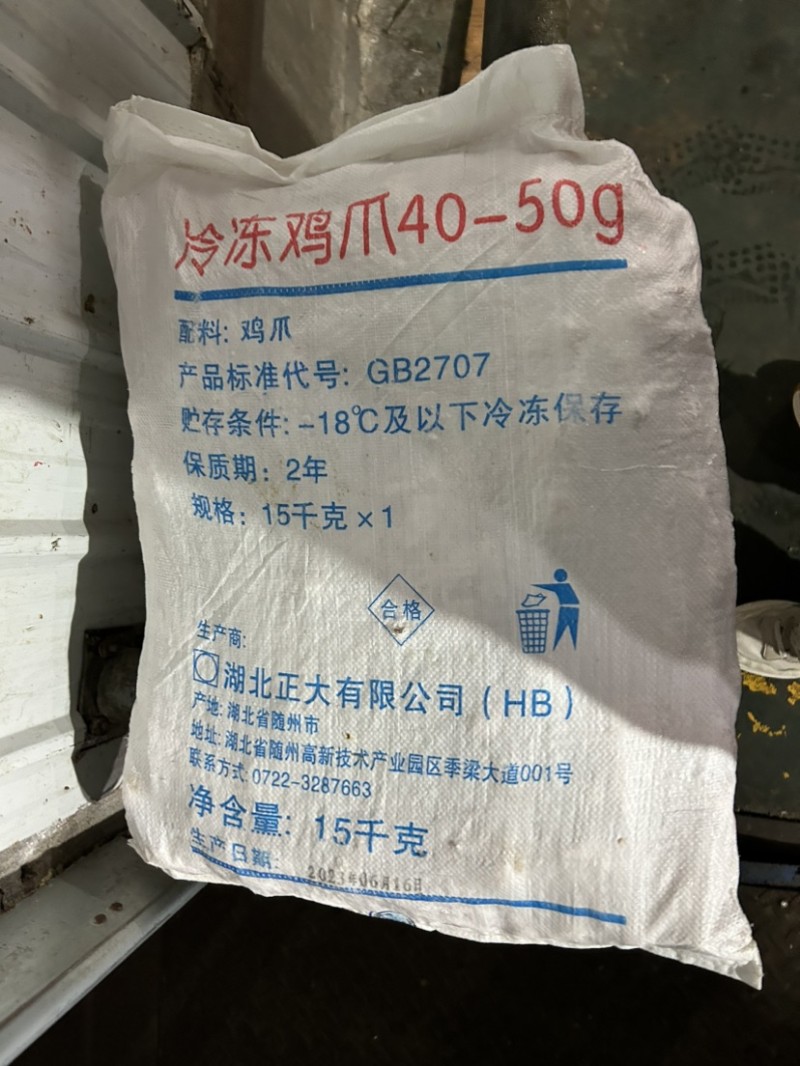 冷冻鸡爪40-50g
配料: 鸡爪
产品标准代号: GB2707
贮存条件: -18℃及以下冷冻保存
保质期: 2年
规格: 15千克×1
合格
生产商:
湖北正大有限公司(HB)
产地: 湖北省随州市
地址: 湖北省随州高新技术产业园区季梁大道001号
联系方式: 0722-3287663
净含量: 15千克
生产日期: 2023年06月16日